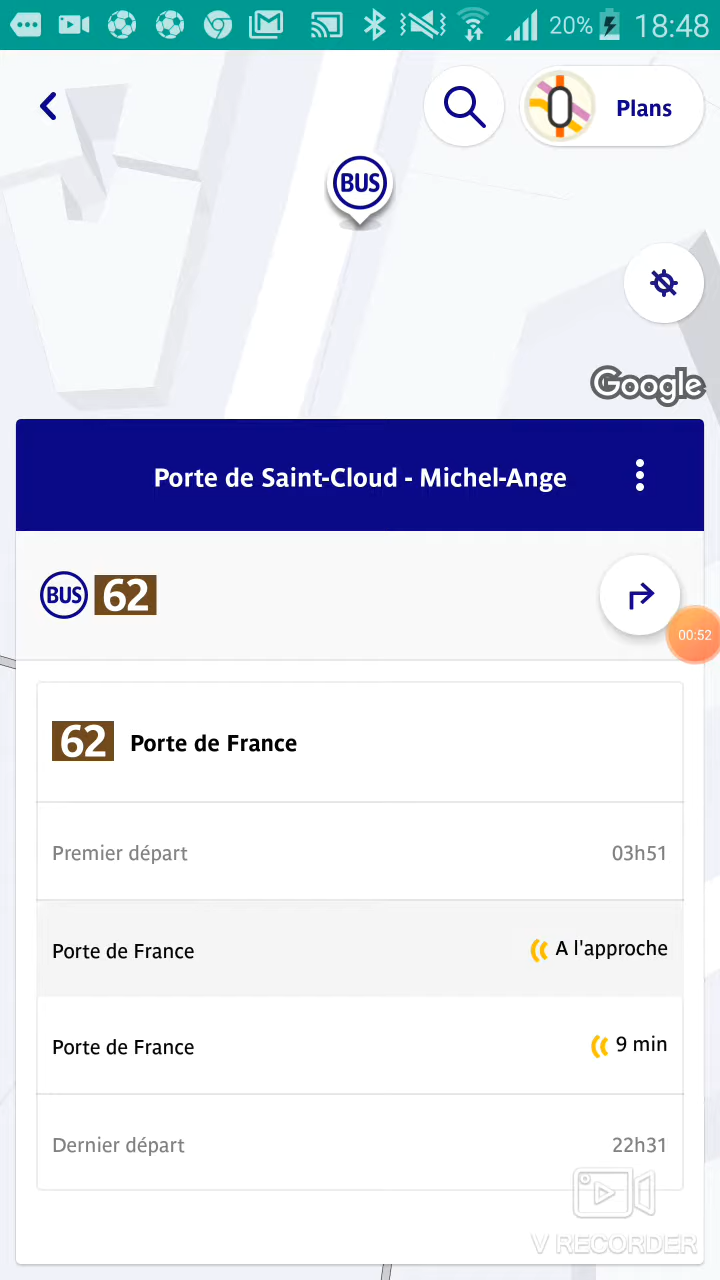 20% 18:48
Plans
BUS
Google
Porte de Saint-Cloud - Michel-Ange
BUS 62
00:52
62 Porte de France
Premier départ 03h51
Porte de France A l'approche
Porte de France 9 min
Dernier départ 22h31
V RECORDER